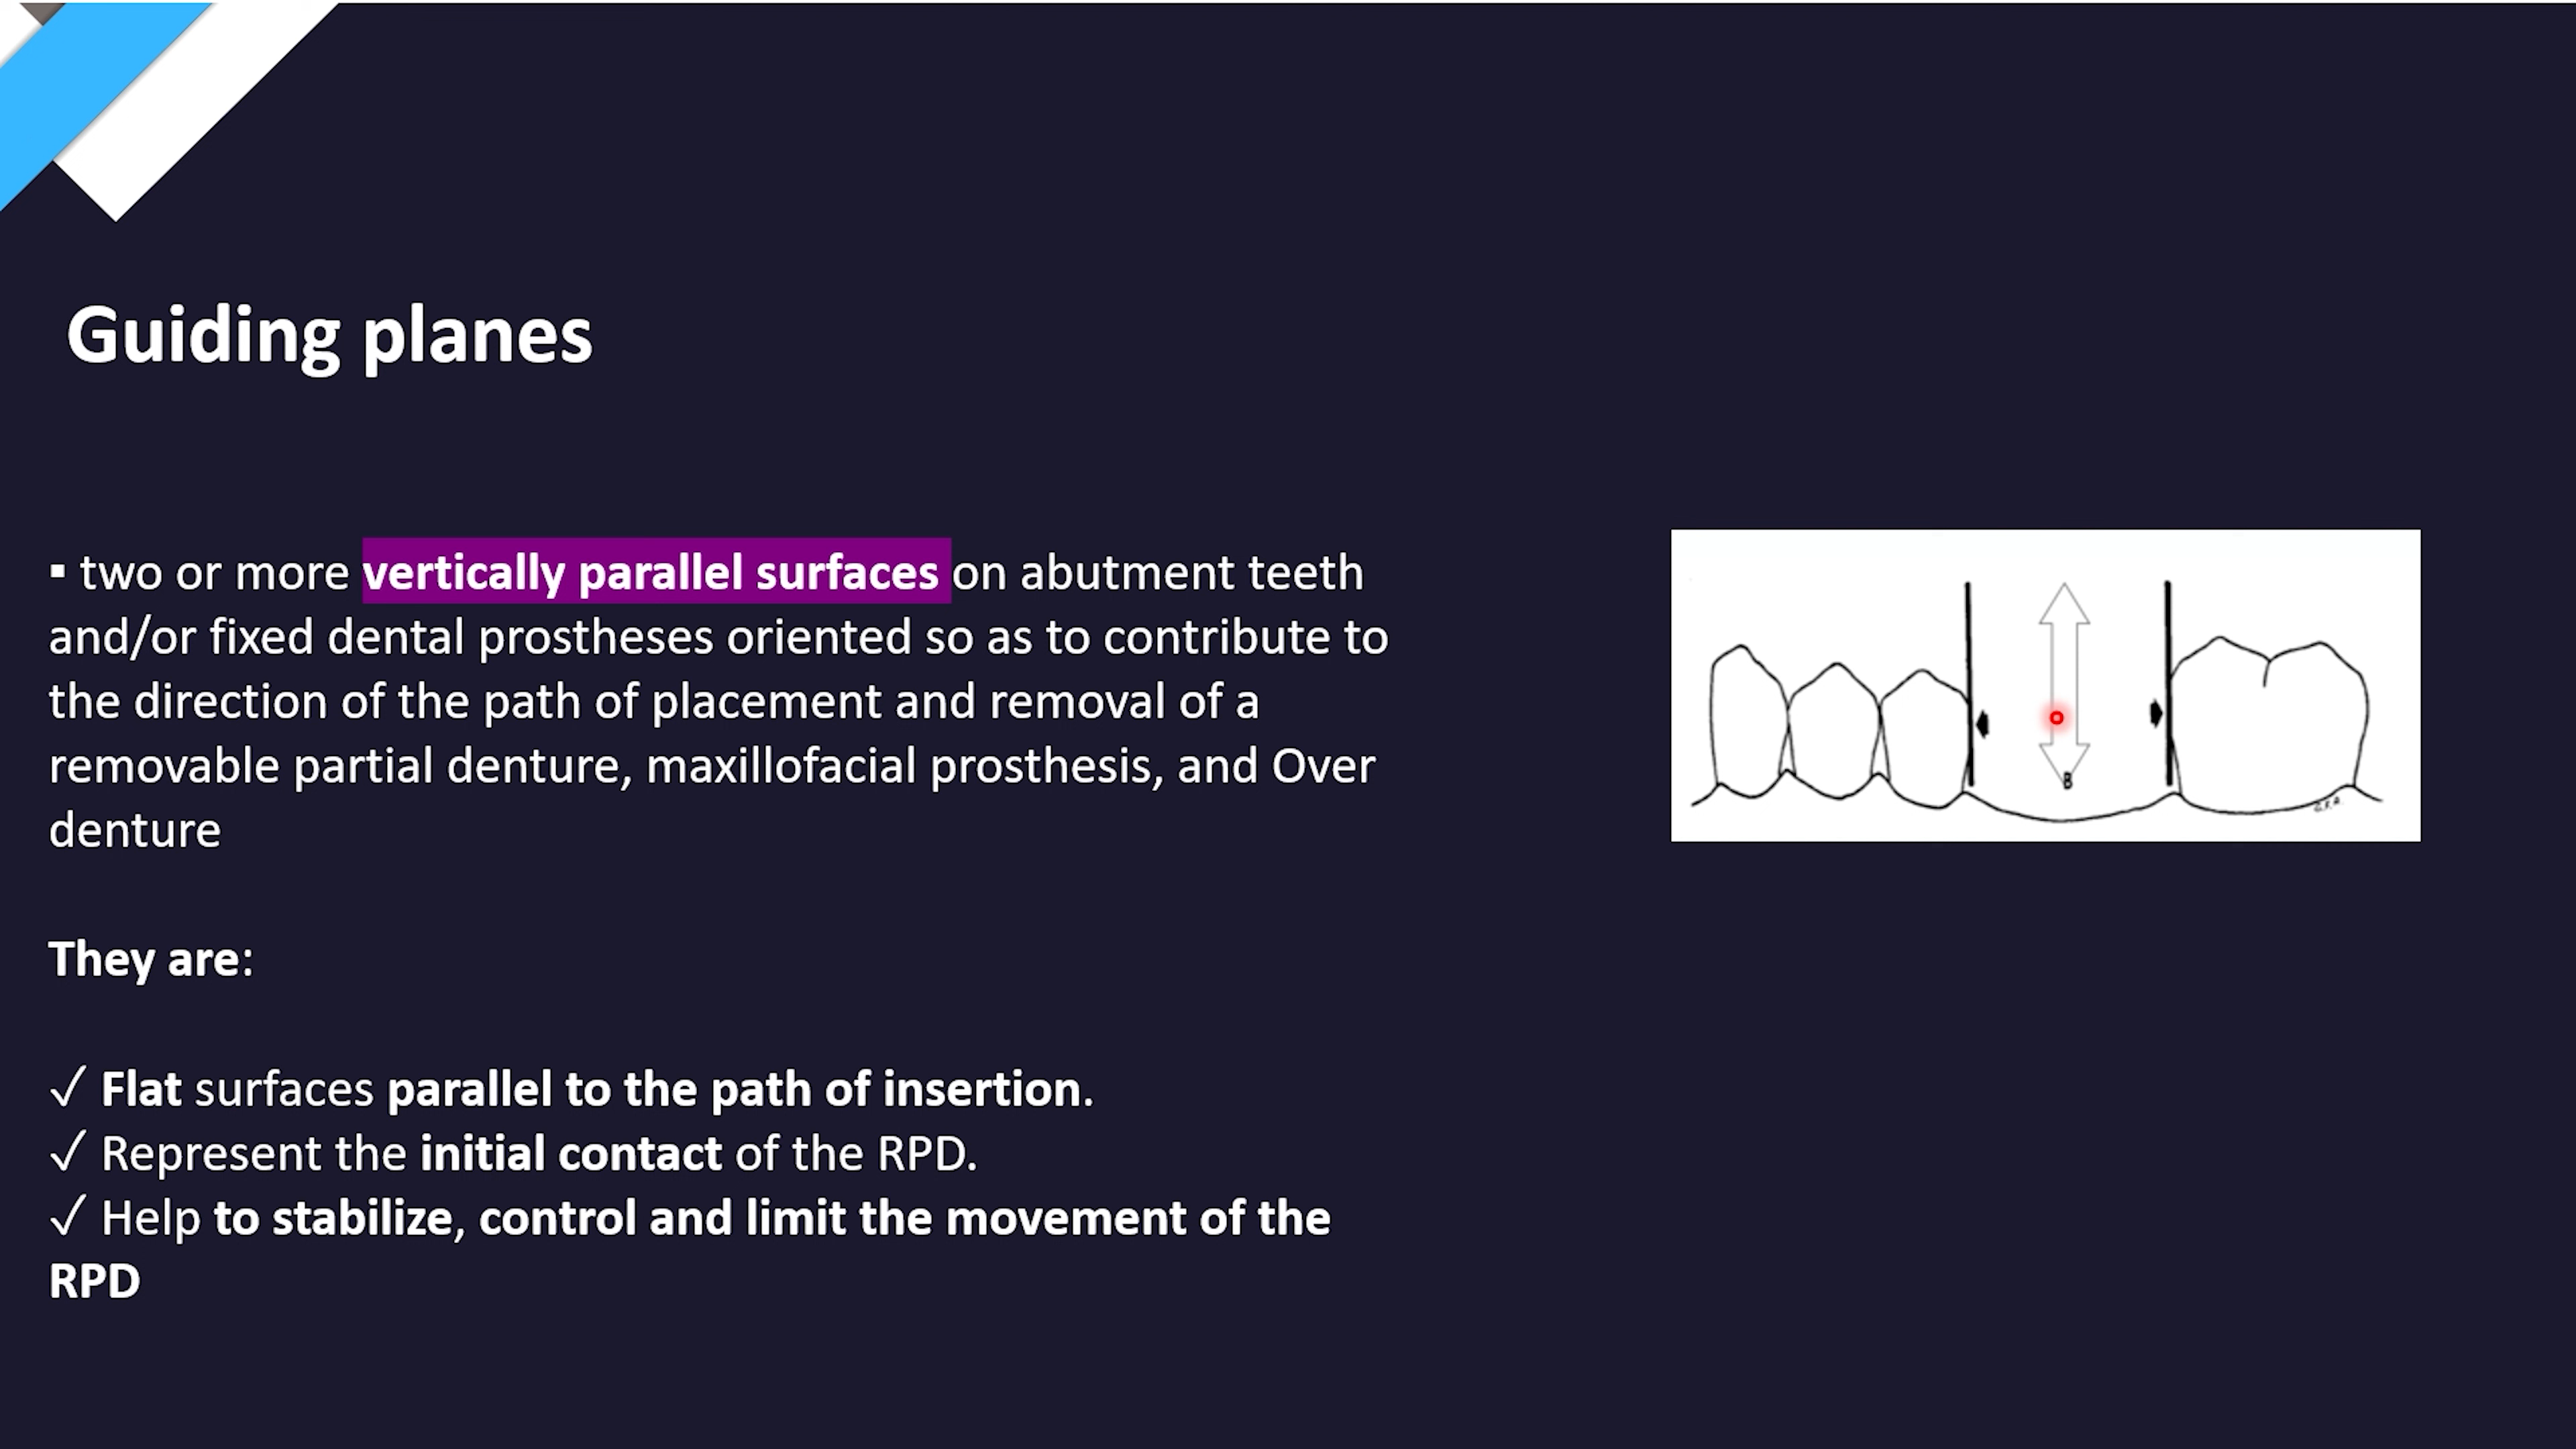 Guiding planes
▪ two or more vertically parallel surfaces on abutment teeth
and/or fixed dental prostheses oriented so as to contribute to
the direction of the path of placement and removal of a
removable partial denture, maxillofacial prosthesis, and Over
denture
They are:
✓ Flat surfaces parallel to the path of insertion.
✓ Represent the initial contact of the RPD.
✓ Help to stabilize, control and limit the movement of the
RPD
B